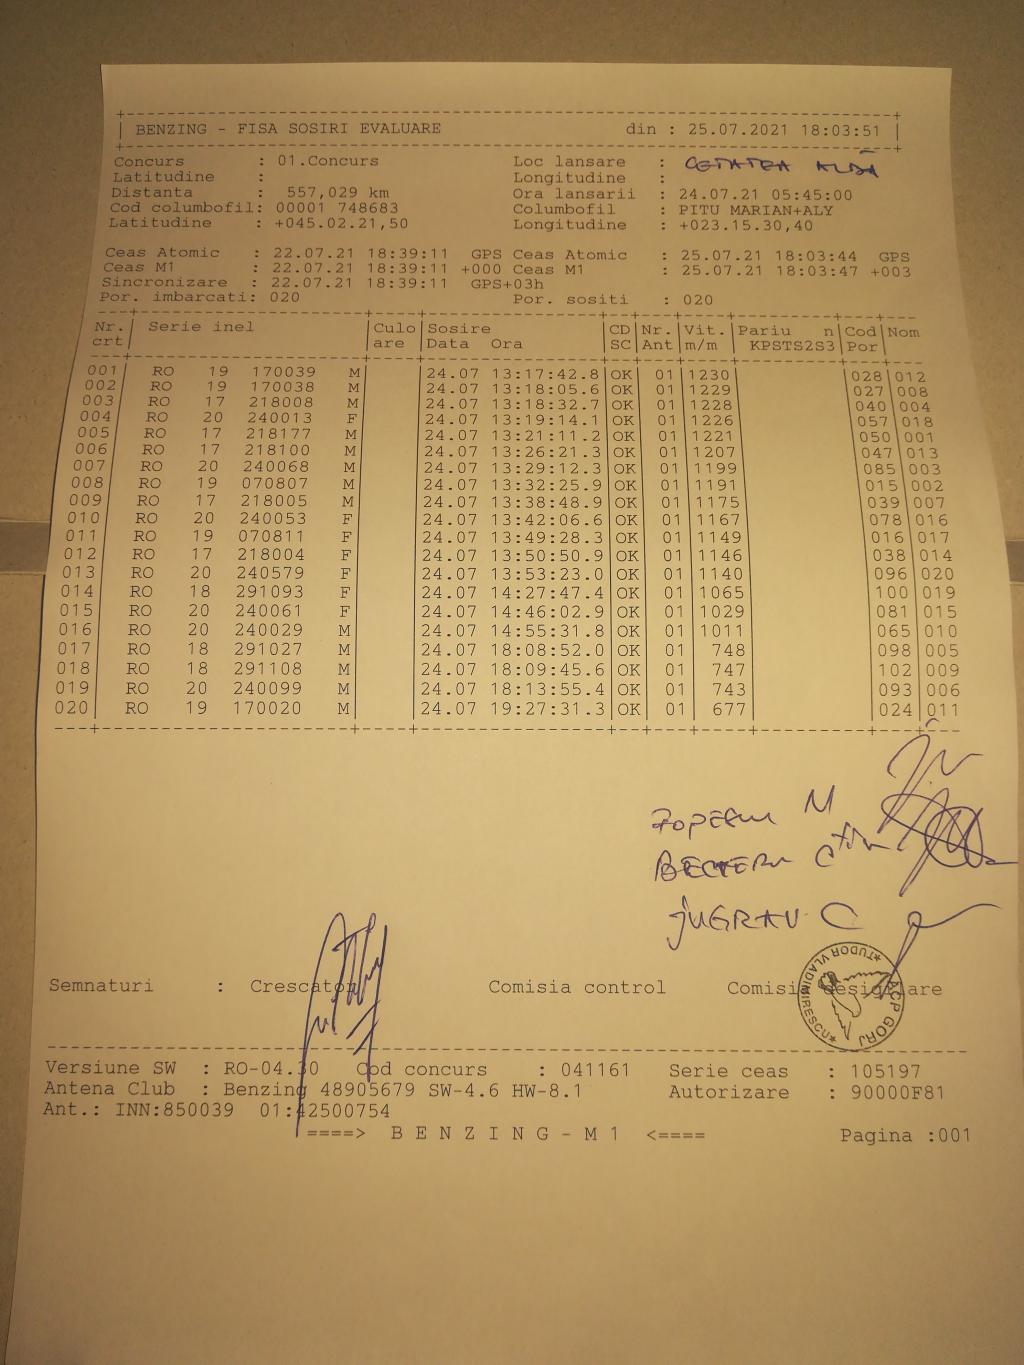 BENZING - FISA SOSIRI EVALUARE din : 25.07.2021 18:03:51
Concurs : 01.Concurs Loc lansare : CETATEA ALBĂ
Latitudine : Longitudine :
Distanta : 557,029 km Ora lansarii : 24.07.21 05:45:00
Cod columbofil: 00001 748683 Columbofil : PITU MARIAN+ALY
Latitudine : +045.02.21,50 Longitudine : +023.15.30,40
Ceas Atomic : 22.07.21 18:39:11 GPS Ceas Atomic : 25.07.21 18:03:44 GPS
Ceas M1 : 22.07.21 18:39:11 +000 Ceas M1 : 25.07.21 18:03:47 +003
Sincronizare : 22.07.21 18:39:11 GPS+03h
Por. imbarcati: 020 Por. sositi : 020
Nr. Serie inel Culo Sosire CD Nr. Vit. Pariu n Cod Nom
crt are Data Ora SC Ant m/m KPSTS2S3 Por
001 RO 19 170039 M 24.07 13:17:42.8 OK 01 1230 028 012
002 RO 19 170038 M 24.07 13:18:05.6 OK 01 1229 027 008
003 RO 17 218008 M 24.07 13:18:32.7 OK 01 1228 040 004
004 RO 20 240013 F 24.07 13:19:14.1 OK 01 1226 057 018
005 RO 17 218177 M 24.07 13:21:11.2 OK 01 1221 050 001
006 RO 17 218100 M 24.07 13:26:21.3 OK 01 1207 047 013
007 RO 20 240068 M 24.07 13:29:12.3 OK 01 1199 085 003
008 RO 19 070807 M 24.07 13:32:25.9 OK 01 1191 015 002
009 RO 17 218005 M 24.07 13:38:48.9 OK 01 1175 039 007
010 RO 20 240053 F 24.07 13:42:06.6 OK 01 1167 078 016
011 RO 19 070811 F 24.07 13:49:28.3 OK 01 1149 016 017
012 RO 17 218004 F 24.07 13:50:50.9 OK 01 1146 038 014
013 RO 20 240579 F 24.07 13:53:23.0 OK 01 1140 096 020
014 RO 18 291093 F 24.07 14:27:47.4 OK 01 1065 100 019
015 RO 20 240061 F 24.07 14:46:02.9 OK 01 1029 081 015
016 RO 20 240029 M 24.07 14:55:31.8 OK 01 1011 065 010
017 RO 18 291027 M 24.07 18:08:52.0 OK 01 748 098 005
018 RO 18 291108 M 24.07 18:09:45.6 OK 01 747 102 009
019 RO 20 240099 M 24.07 18:13:55.4 OK 01 743 093 006
020 RO 19 170020 M 24.07 19:27:31.3 OK 01 677 024 011
M
JUGRAU C
Semnaturi : Crescator Comisia control Comisia desigilare
ACP GORJ *TUDOR VLADIMIRESCU*
Versiune SW : RO-04.30 Cod concurs : 041161 Serie ceas : 105197
Antena Club : Benzing 48905679 SW-4.6 HW-8.1 Autorizare : 90000F81
Ant.: INN:850039 01:42500754
====> B E N Z I N G - M 1 <==== Pagina :001